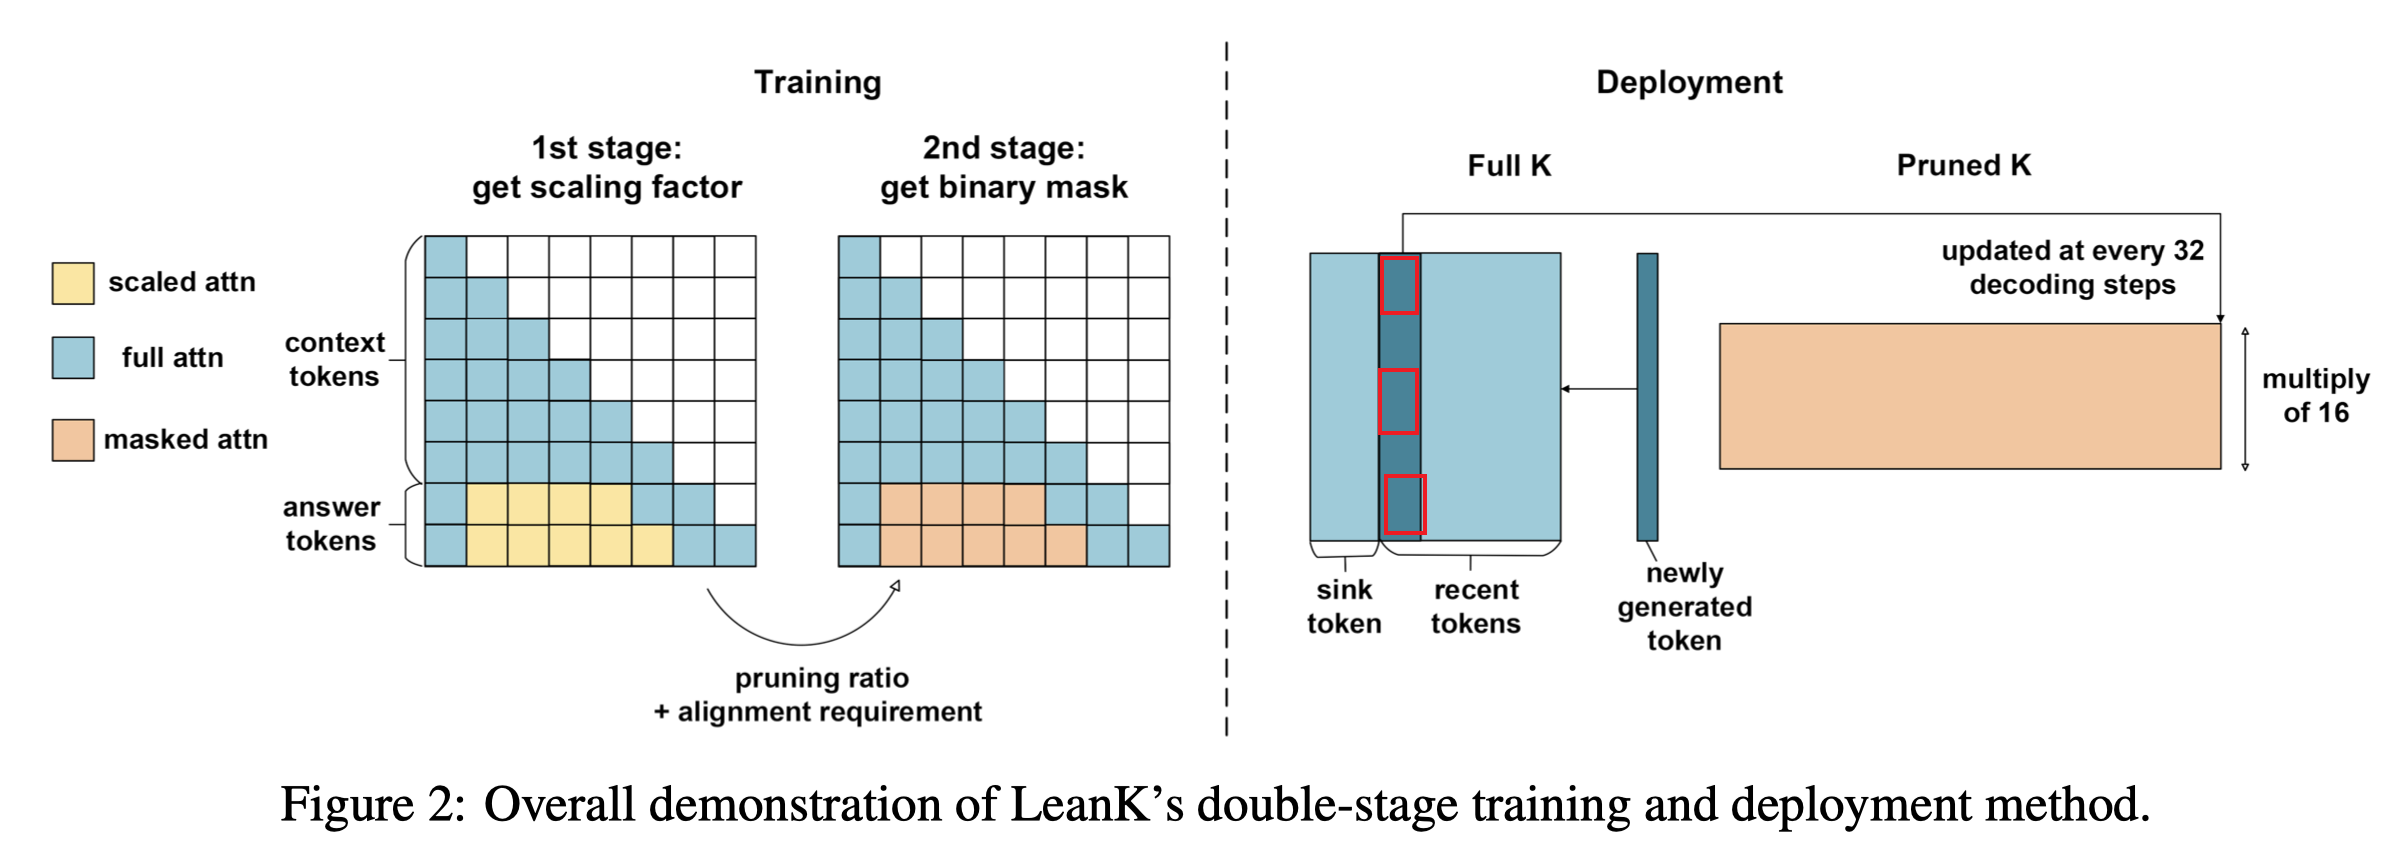 Training
1st stage:
get scaling factor
2nd stage:
get binary mask
scaled attn
full attn
masked attn
context
tokens
answer
tokens
pruning ratio
+ alignment requirement
Deployment
Full K
Pruned K
updated at every 32
decoding steps
multiply
of 16
sink
token
recent
tokens
newly
generated
token
Figure 2: Overall demonstration of LeanK's double-stage training and deployment method.